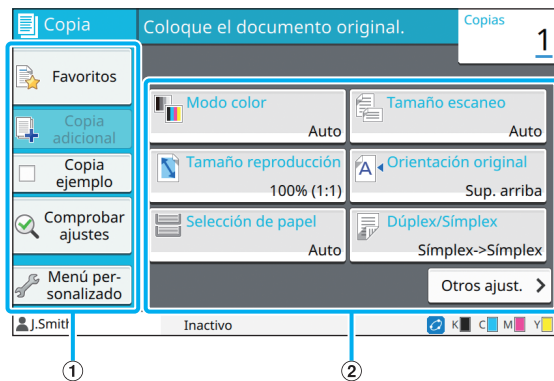 Copia
Coloque el documento original.
Copias
1
Favoritos
Copia
adicional
Copia
ejemplo
Comprobar
ajustes
Menú per-
sonalizado
Modo color
Auto
Tamaño escaneo
Auto
Tamaño reproducción
100% (1:1)
Orientación original
Sup. arriba
Selección de papel
Auto
Dúplex/Símplex
Símplex->Símplex
Otros ajust.
J.Smith
Inactivo
K C M Y
1 2